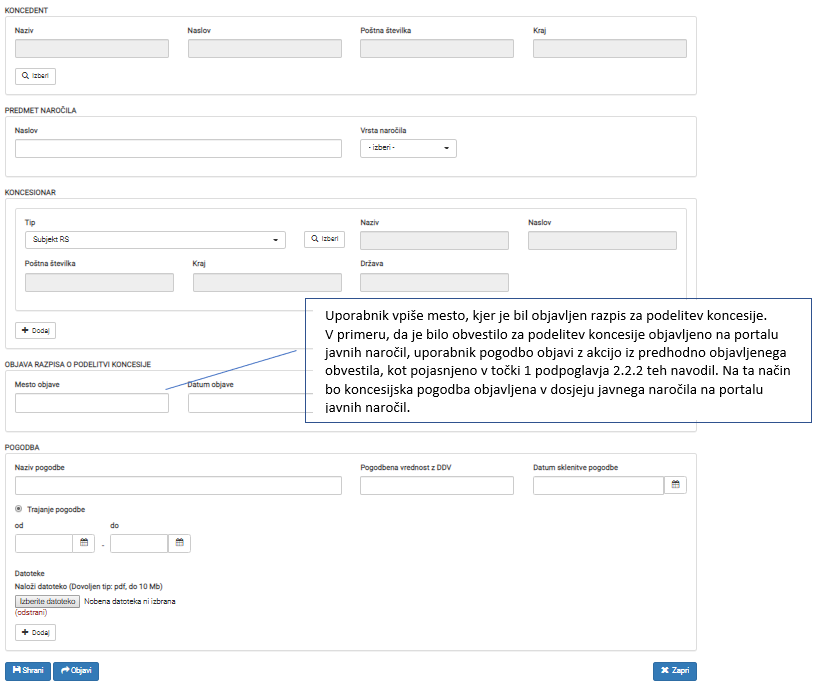 KONCEDENT
Naziv Naslov Poštna številka Kraj
Izberi
PREDMET NAROČILA
Naslov Vrsta naročila
- izberi -
KONCESIONAR
Tip Naziv Naslov
Subjekt RS Izberi
Poštna številka Kraj Država
Dodaj
Uporabnik vpiše mesto, kjer je bil objavljen razpis za podelitev koncesije.
V primeru, da je bilo obvestilo za podelitev koncesije objavljeno na portalu
javnih naročil, uporabnik pogodbo objavi z akcijo iz predhodno objavljenega
obvestila, kot pojasnjeno v točki 1 podpoglavja 2.2.2 teh navodil. Na ta način
bo koncesijska pogodba objavljena v dosjeju javnega naročila na portalu
javnih naročil.
OBJAVA RAZPISA O PODELITVI KONCESIJE
Mesto objave Datum objave
POGODBA
Naziv pogodbe Pogodbena vrednost z DDV Datum sklenitve pogodbe
Trajanje pogodbe
od do
-
Datoteke
Naloži datoteko (Dovoljen tip: pdf, do 10 Mb)
Izberite datoteko Nobena datoteka ni izbrana
(odstrani)
Dodaj
Shrani Objavi Zapri